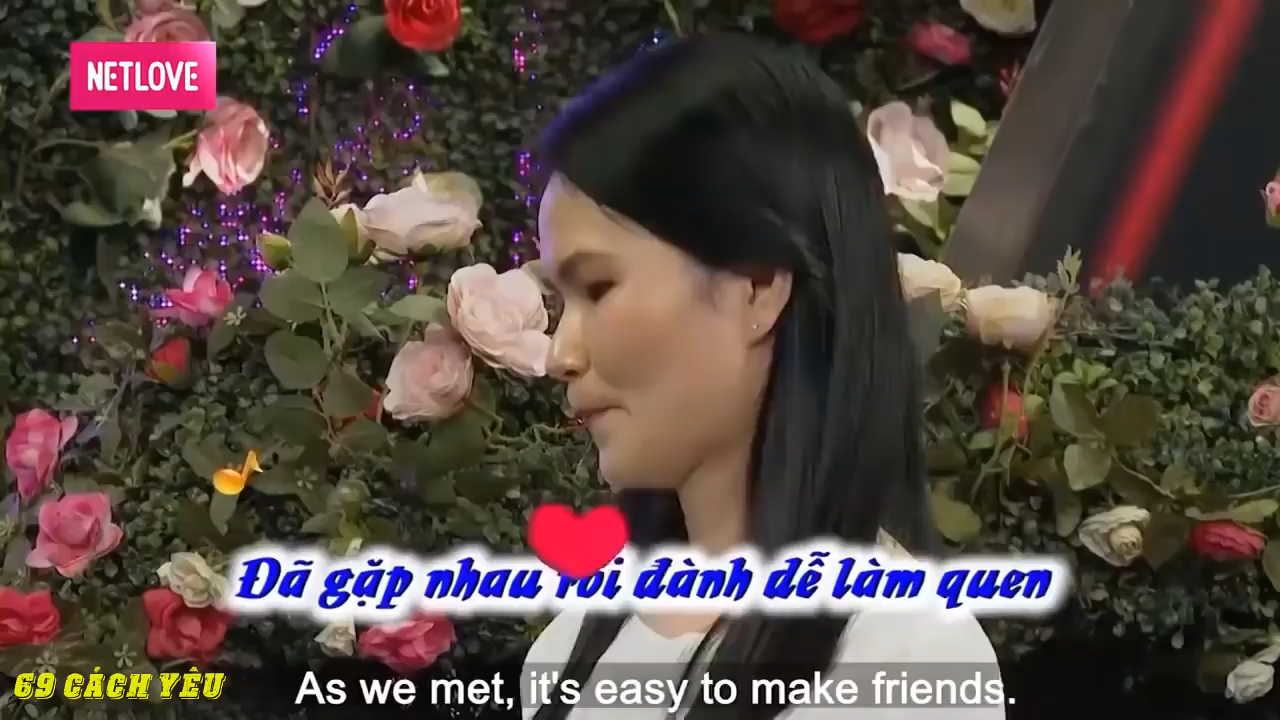 NETLOVE
Đã gặp nhau rồi đành dễ làm quen
69 CÁCH YÊU
As we met, it's easy to make friends.